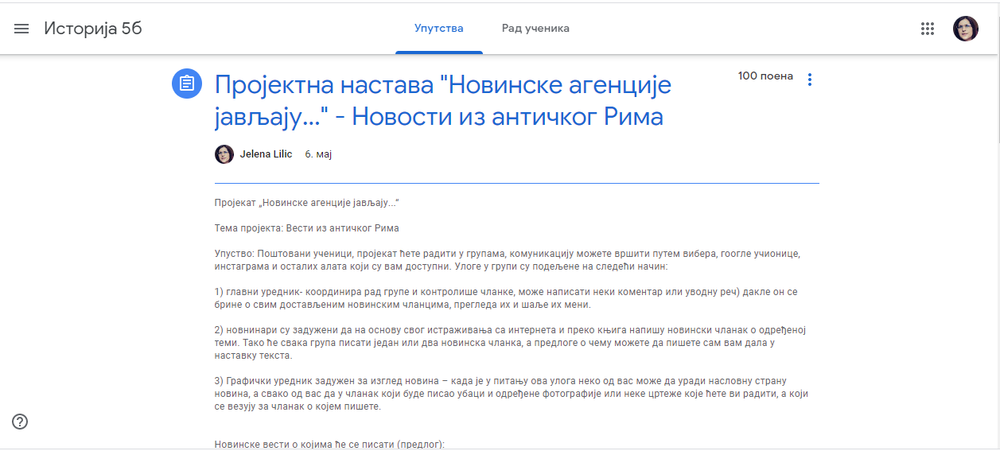 Историја 5б
Упутства
Рад ученика
Пројектна настава "Новинске агенције
јављају..." - Новости из античког Рима
100 поена
Jelena Lilic 6. мај
Пројекат „Новинске агенције јављају...“
Тема пројекта: Вести из античког Рима
Упуство: Поштовани ученици, пројекат ћете радити у групама, комуникацију можете вршити путем вибера, гоогле учионице,
инстаграма и осталих алата који су вам доступни. Улоге у групи су подељене на следећи начин:
1) главни уредник- координира рад групе и контролише чланке, може написати неки коментар или уводну реч) дакле он се
брине о свим достављеним новинским чланцима, прегледа их и шаље их мени.
2) новнинари су задужени да на основу свог истраживања са интернета и преко књига напишу новински чланак о одређеној
теми. Тако ће свака група писати један или два новинска чланка, а предлоге о чему можете да пишете сам вам дала у
наставку текста.
3) Графички уредник задужен за изглед новина – када је у питању ова улога неко од вас може да уради насловну страну
новина, а свако од вас да у чланак који буде писао убаци и одређене фотографије или неке цртеже које ћете ви радити, а који
се везују за чланак о којем пишете.
Новинске вести о којима ће се писати (предлог):